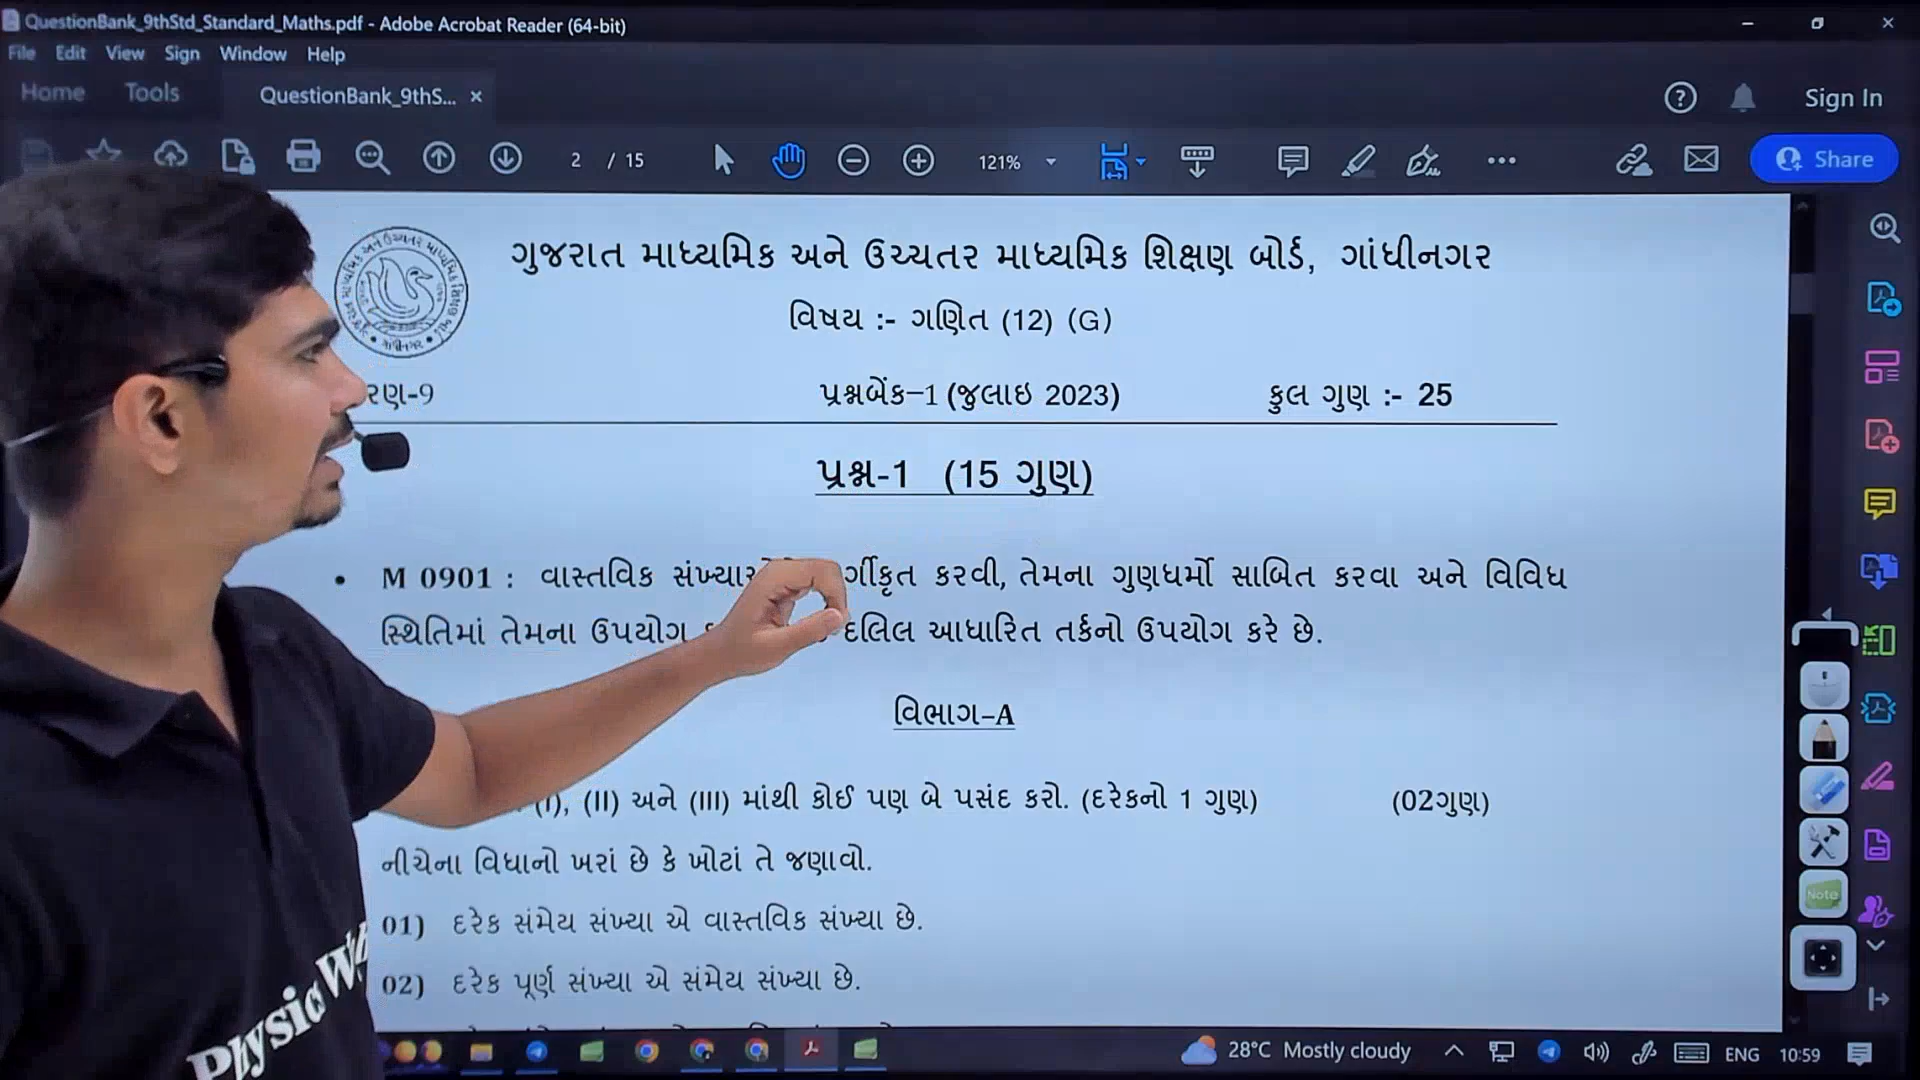 QuestionBank_9thStd_Standard_Maths.pdf - Adobe Acrobat Reader (64-bit)
File Edit View Sign Window Help
Home Tools QuestionBank_9thS... ×
Sign In
2 / 15
121%
Share
ગુજરાત માધ્યમિક અને ઉચ્ચતર માધ્યમિક શિક્ષણ બોર્ડ, ગાંધીનગર
વિષય :- ગણિત (12) (G)
રણ-9 પ્રશ્નબેંક–1 (જુલાઇ 2023) કુલ ગુણ :- 25
પ્રશ્ન-1 (15 ગુણ)
• M 0901 : વાસ્તવિક કરવી, તેમના ગુણધર્મો સાબિત કરવા અને વિવિધ
સ્થિતિમાં તેમના ઉપયોગ દલિલ આધારિત તર્કનો ઉપયોગ કરે છે.
વિભાગ–A
(I), (II) અને (III) માંથી કોઈ પણ બે પસંદ કરો. (દરેકનો 1 ગુણ) (02ગુણ)
નીચેના વિધાનો ખરાં છે કે ખોટાં તે જણાવો.
01) દરેક સંમેય સંખ્યા એ વાસ્તવિક સંખ્યા છે.
02) દરેક પૂર્ણ સંખ્યા એ સંમેય સંખ્યા છે.
Note
Physics
28°C Mostly cloudy
ENG 10:59